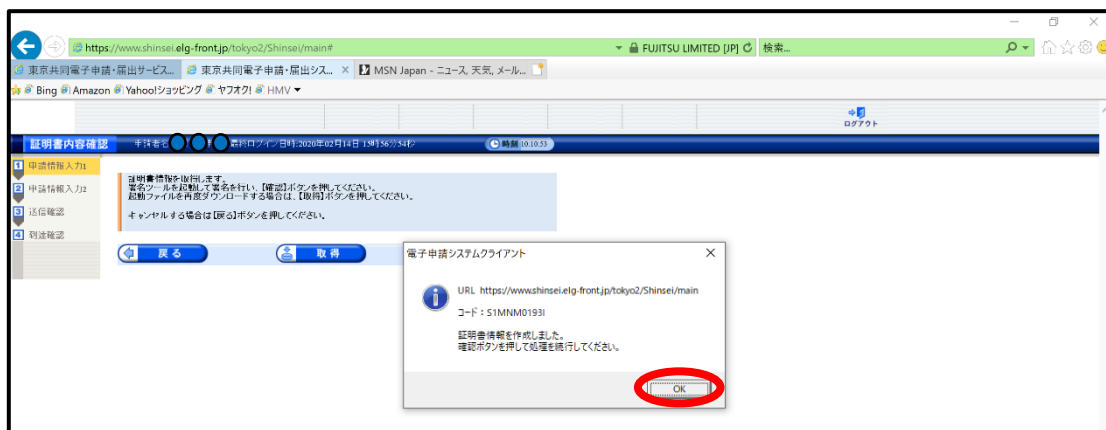 https://www.shinsei.elg-front.jp/tokyo2/Shinsei/main#
FUJITSU LIMITED [JP]
検索...
東京共同電子申請・届出サービス...
東京共同電子申請・届出シス...
MSN Japan - ニュース, 天気, メール...
Bing
Amazon
Yahoo!ショッピング
ヤフオク!
HMV
ログアウト
証明書内容確認
申請者名
最終ログイン日時:2020年02月14日 15時56分54秒
時刻 10:10:53
1 申請情報入力1
2 申請情報入力2
3 送信確認
4 到達確認
証明書情報を取得します。
署名ツールを起動して署名を行い、【確認】ボタンを押してください。
起動ファイルを再度ダウンロードする場合は、【取得】ボタンを押してください。
キャンセルする場合は【戻る】ボタンを押してください。
戻る
取得
電子申請システムクライアント
URL https://www.shinsei.elg-front.jp/tokyo2/Shinsei/main
コード：S1MNM0193I
証明書情報を作成しました。
確認ボタンを押して処理を続行してください。
OK